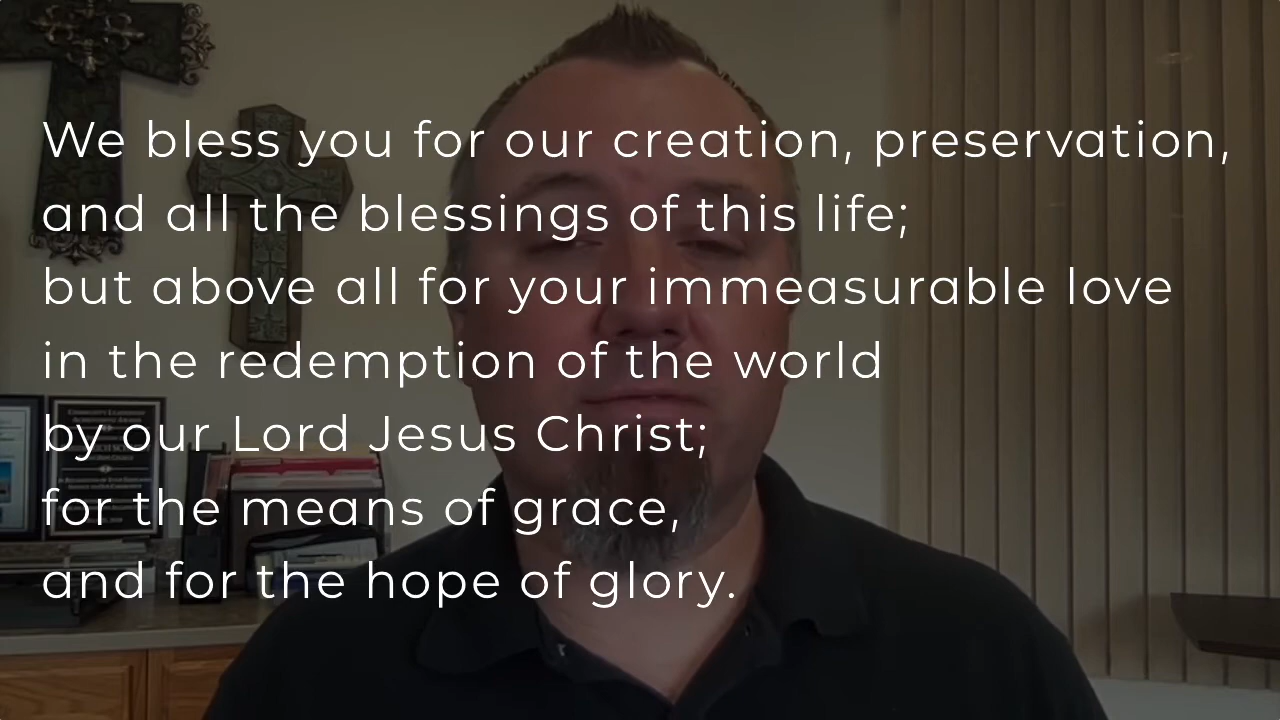 We bless you for our creation, preservation,
and all the blessings of this life;
but above all for your immeasurable love
in the redemption of the world
by our Lord Jesus Christ;
for the means of grace,
and for the hope of glory.
Community Leadership